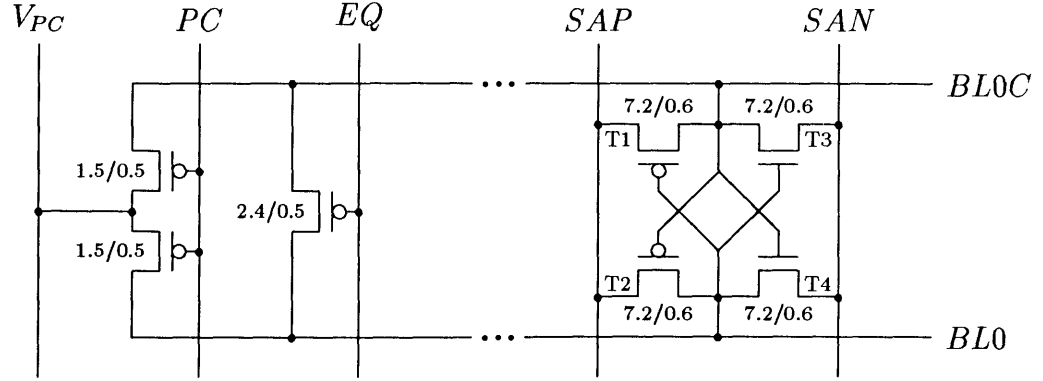 V_PC PC EQ SAP SAN
BL0C
7.2/0.6 7.2/0.6
T1 T3
1.5/0.5
2.4/0.5
1.5/0.5
T2 T4
7.2/0.6 7.2/0.6
BL0